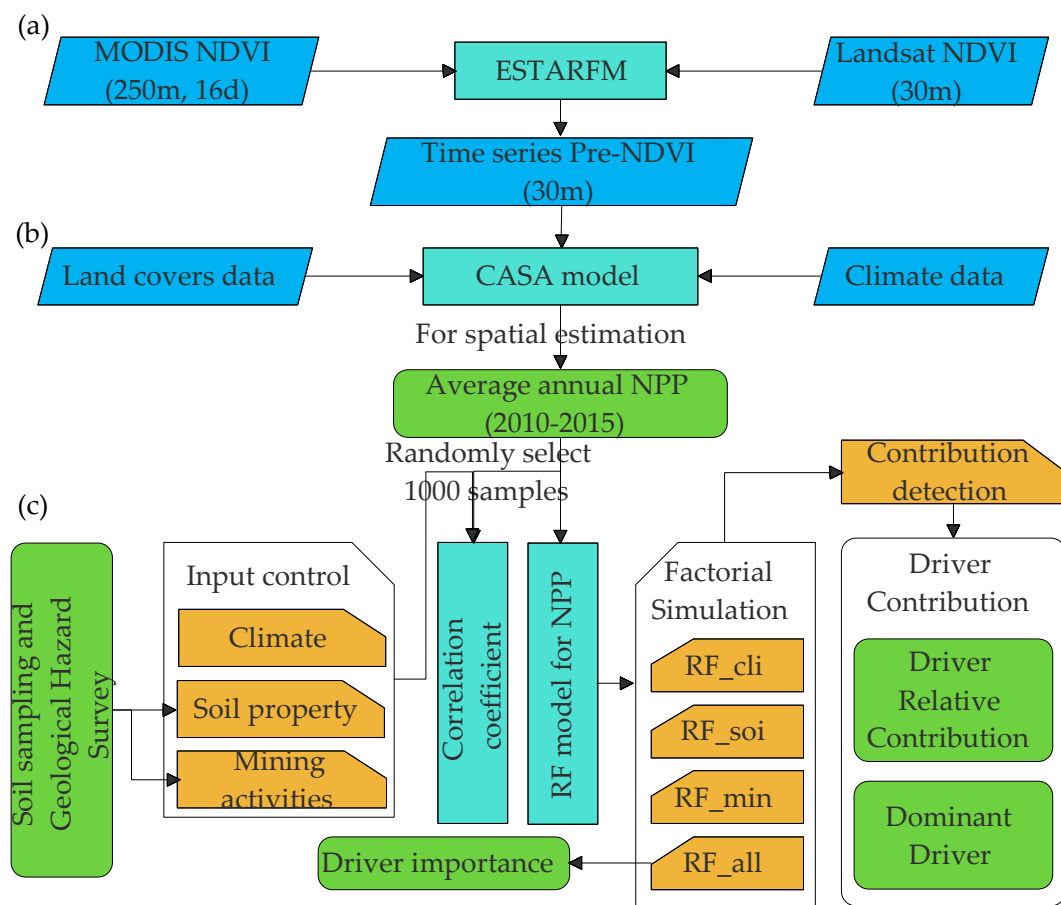 (a)
MODIS NDVI
(250m, 16d)
ESTARFM
Landsat NDVI
(30m)
Time series Pre-NDVI
(30m)
(b)
Land covers data
CASA model
Climate data
For spatial estimation
Average annual NPP
(2010-2015)
Randomly select
1000 samples
Contribution
detection
(c)
Soil sampling and
Geological Hazard
Survey
Input control
Climate
Soil property
Mining
activities
Correlation
coefficient
RF model for NPP
Factorial
Simulation
RF_cli
RF_soi
RF_min
RF_all
Driver importance
Driver
Contribution
Driver
Relative
Contribution
Dominant
Driver